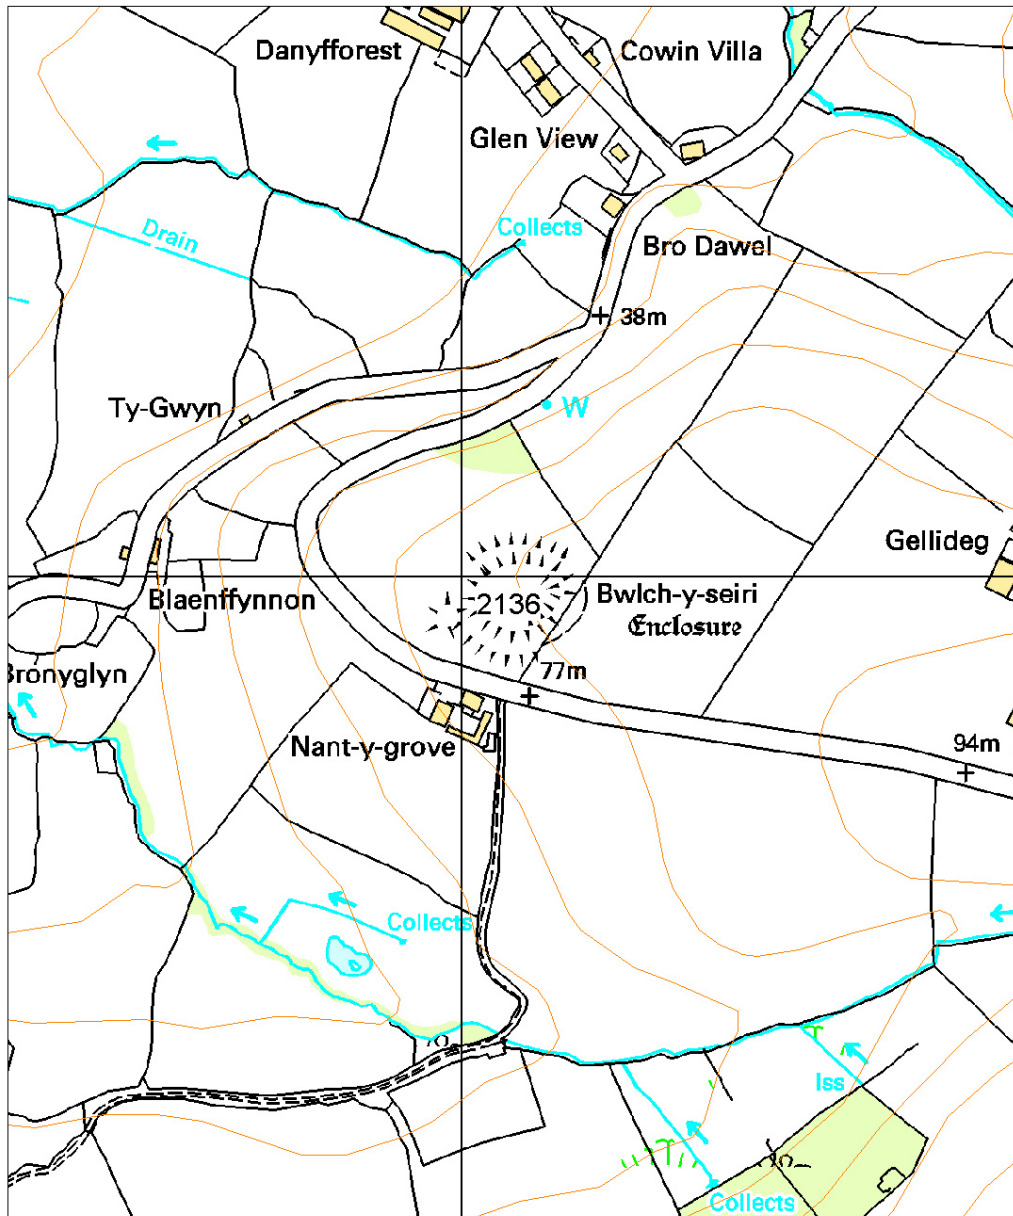 Danyfforest
Cowin Villa
Glen View
Collects
Drain
Bro Dawel
38m
Ty-Gwyn
W
Gellideg
Blaenffynnon
2136
Bwlch-y-seiri
Enclosure
Bronyglyn
77m
Nant-y-grove
94m
Collects
Iss
Collects